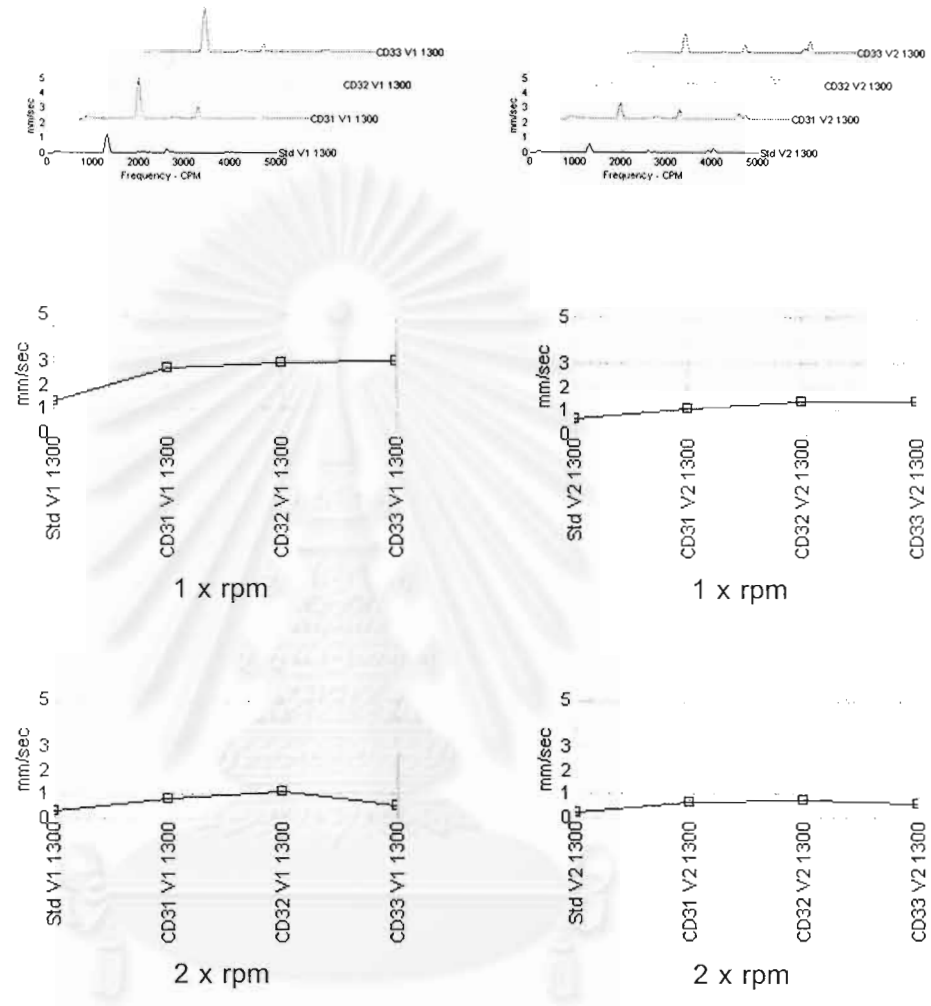 CD33 V1 1300
CD32 V1 1300
CD31 V1 1300
Std V1 1300
5
4
3
2
1
0
mm/sec
0 1000 2000 3000 4000 5000
Frequency - CPM
CD33 V2 1300
CD32 V2 1300
CD31 V2 1300
Std V2 1300
5
4
3
2
1
0
mm/sec
0 1000 2000 3000 4000 5000
Frequency - CPM
5
3
2
1
0
mm/sec
Std V1 1300
CD31 V1 1300
CD32 V1 1300
CD33 V1 1300
1 x rpm
5
3
2
1
0
mm/sec
Std V2 1300
CD31 V2 1300
CD32 V2 1300
CD33 V2 1300
1 x rpm
5
3
2
1
0
mm/sec
Std V1 1300
CD31 V1 1300
CD32 V1 1300
CD33 V1 1300
2 x rpm
5
3
2
1
0
mm/sec
Std V2 1300
CD31 V2 1300
CD32 V2 1300
CD33 V2 1300
2 x rpm